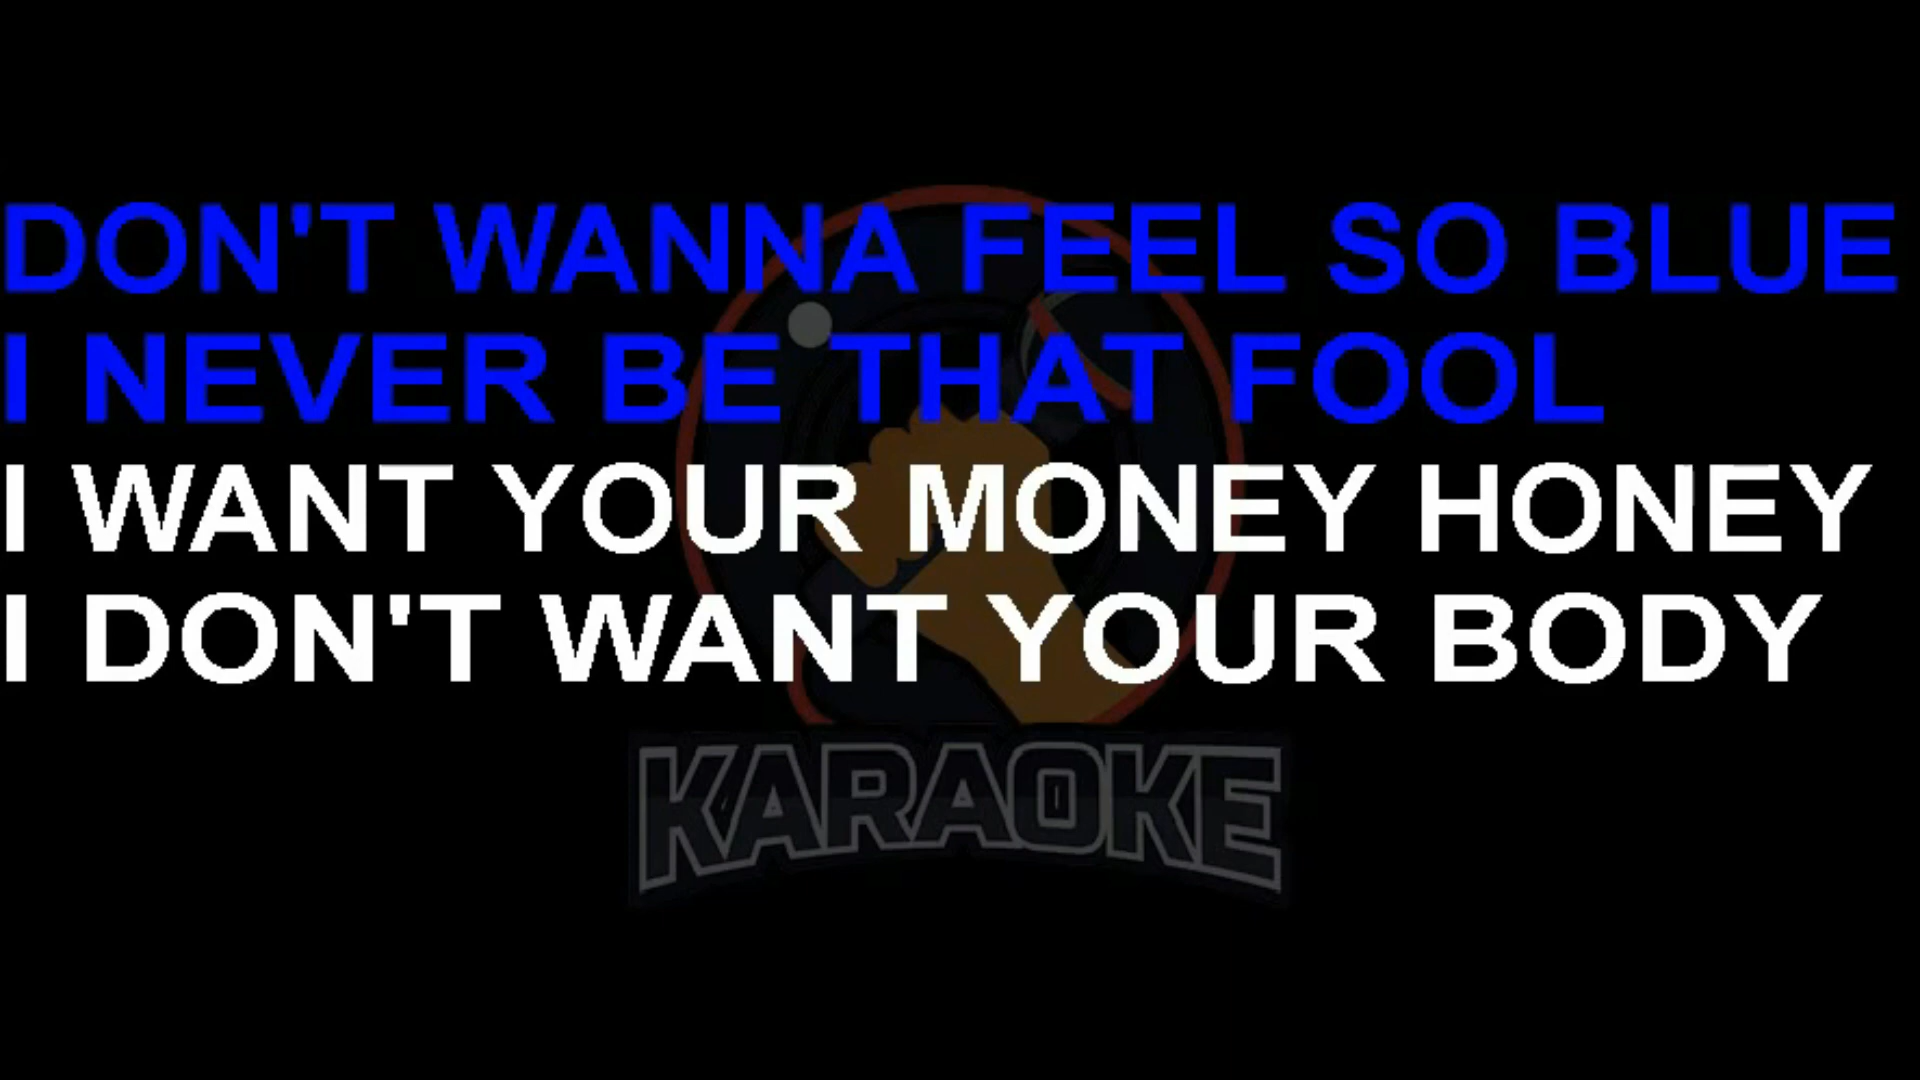 DON'T WANNA FEEL SO BLUE
I NEVER BE THAT FOOL
I WANT YOUR MONEY HONEY
I DON'T WANT YOUR BODY
KARAOKE